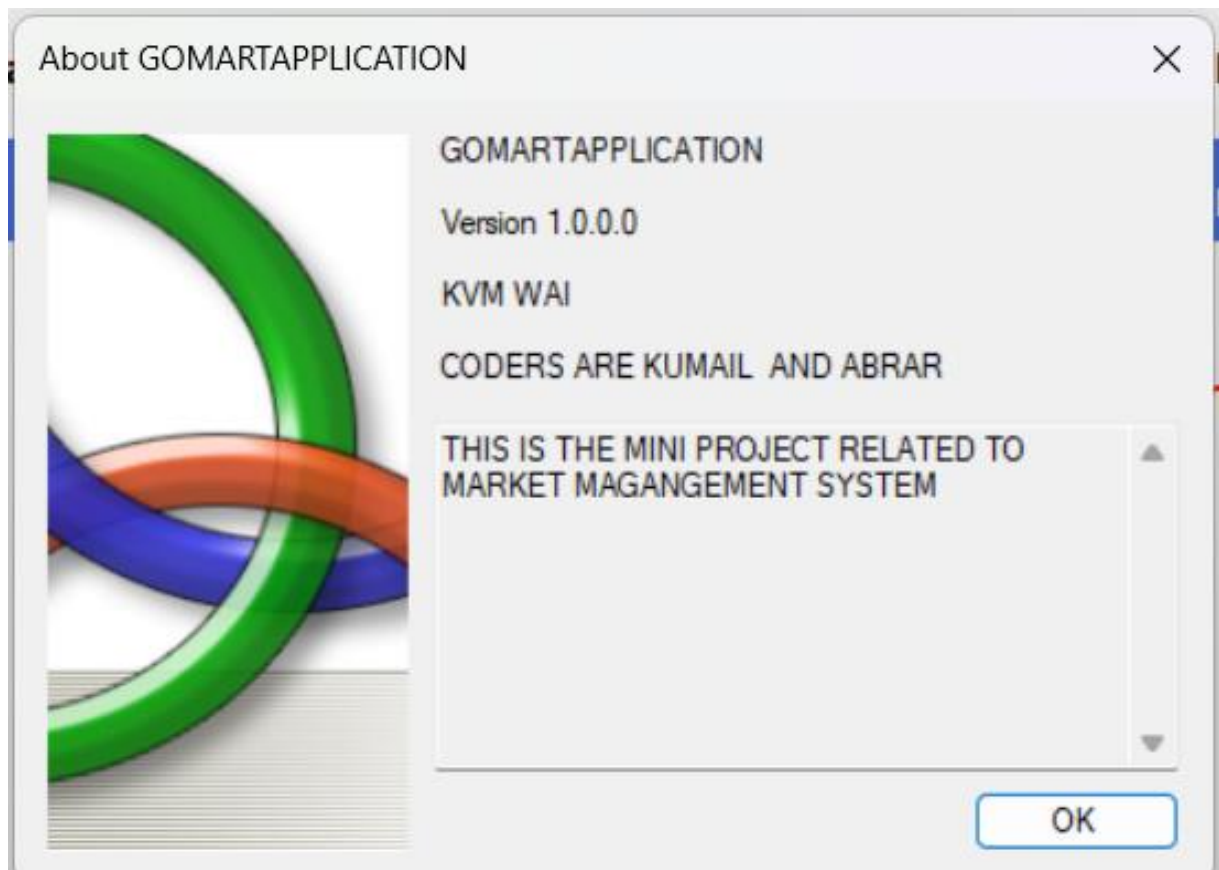 About GOMARTAPPLICATION
GOMARTAPPLICATION
Version 1.0.0.0
KVM WAI
CODERS ARE KUMAIL  AND ABRAR
THIS IS THE MINI PROJECT RELATED TO
MARKET MAGANGEMENT SYSTEM
OK